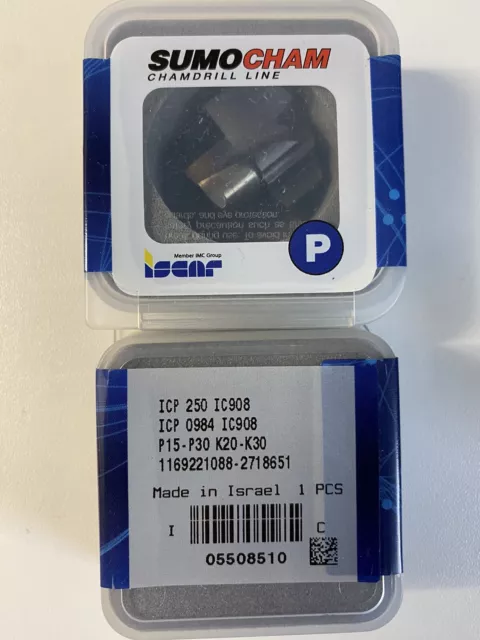 SUMOCHAM
CHAMDRILL LINE
Member IMC Group
iscar
P
ICP 250 IC908
ICP 0984 IC908
P15-P30 K20-K30
1169221088-2718651
Made in Israel 1 PCS
I C
05508510